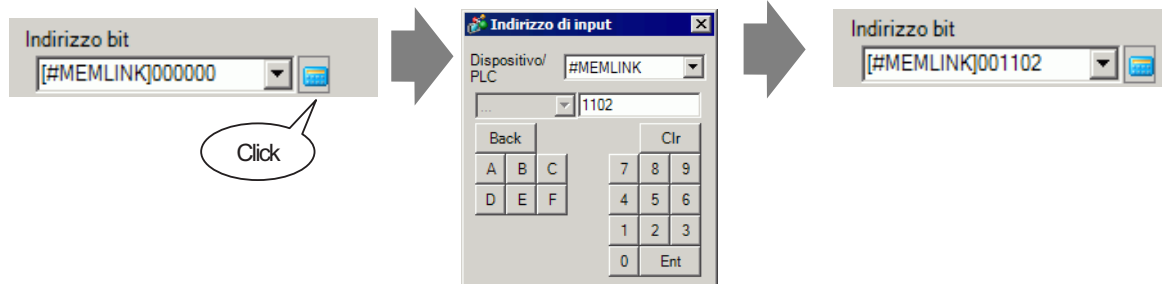 Indirizzo bit
[#MEMLINK]000000
Click
Indirizzo di input
Dispositivo/
PLC
#MEMLINK
... 1102
Back Clr
A B C 7 8 9
D E F 4 5 6
1 2 3
0 Ent
Indirizzo bit
[#MEMLINK]001102